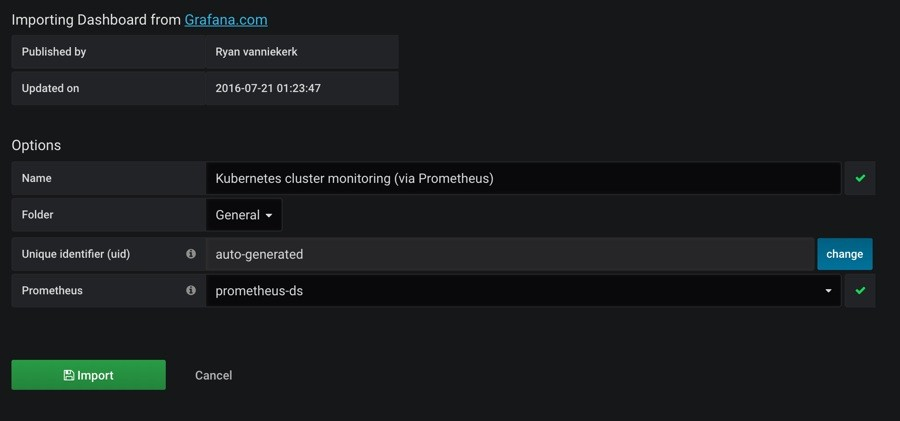 Importing Dashboard from Grafana.com
Published by Ryan vanniekerk
Updated on 2016-07-21 01:23:47
Options
Name Kubernetes cluster monitoring (via Prometheus)
Folder General
Unique identifier (uid) auto-generated change
Prometheus prometheus-ds
Import Cancel